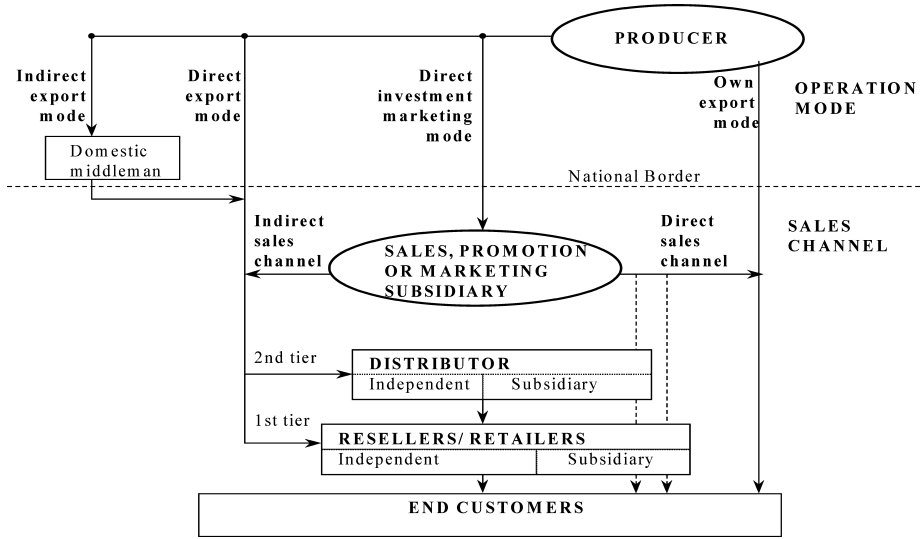 PRODUCER
Indirect
export
mode
Direct
export
mode
Direct
investment
marketing
mode
Own
export
mode
OPERATION
MODE
Domestic
middleman
National Border
Indirect
sales
channel
SALES, PROMOTION
OR MARKETING
SUBSIDIARY
Direct
sales
channel
SALES
CHANNEL
2nd tier
DISTRIBUTOR
Independent
Subsidiary
1st tier
RESELLERS/ RETAILERS
Independent
Subsidiary
END CUSTOMERS